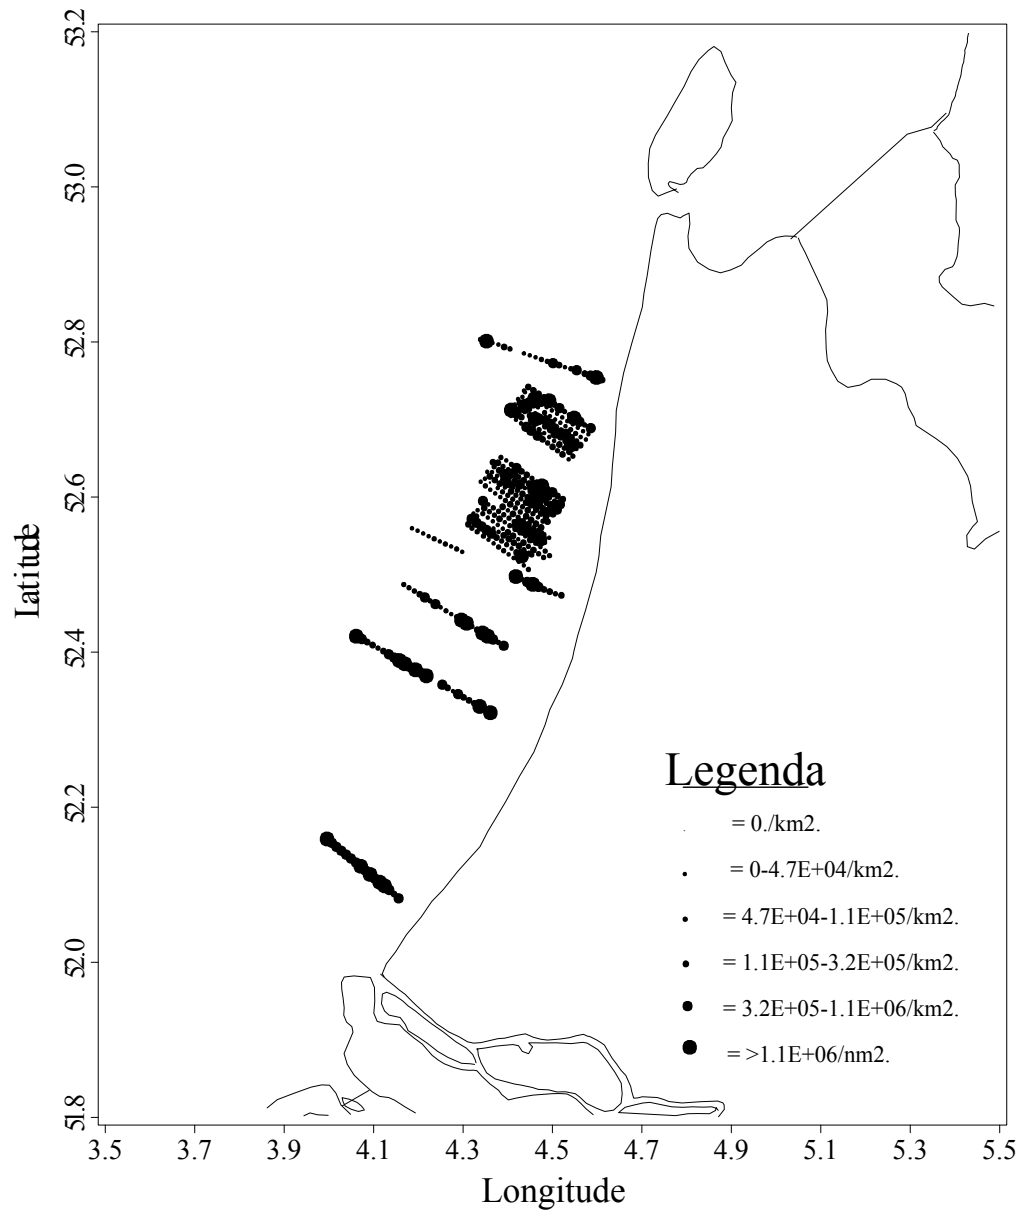 53.2
53.0
52.8
52.6
52.4
52.2
52.0
51.8
Latitude
Legenda
= 0./km2.
= 0-4.7E+04/km2.
= 4.7E+04-1.1E+05/km2.
= 1.1E+05-3.2E+05/km2.
= 3.2E+05-1.1E+06/km2.
= >1.1E+06/nm2.
3.5 3.7 3.9 4.1 4.3 4.5 4.7 4.9 5.1 5.3 5.5
Longitude